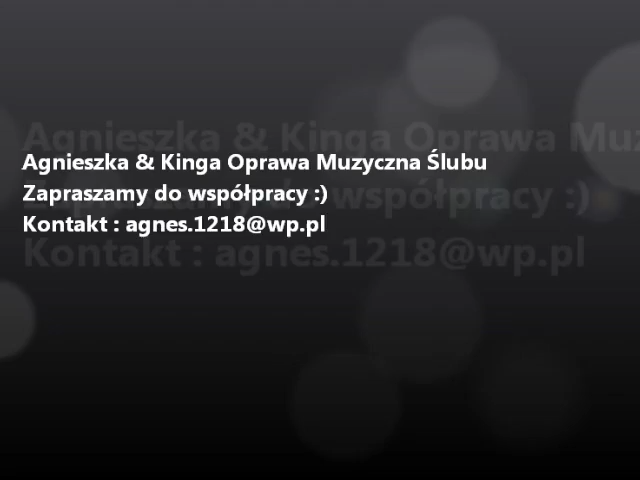 Agnieszka & Kinga Oprawa Muzyczna Ślubu
Zapraszamy do współpracy :)
Kontakt : agnes.1218@wp.pl